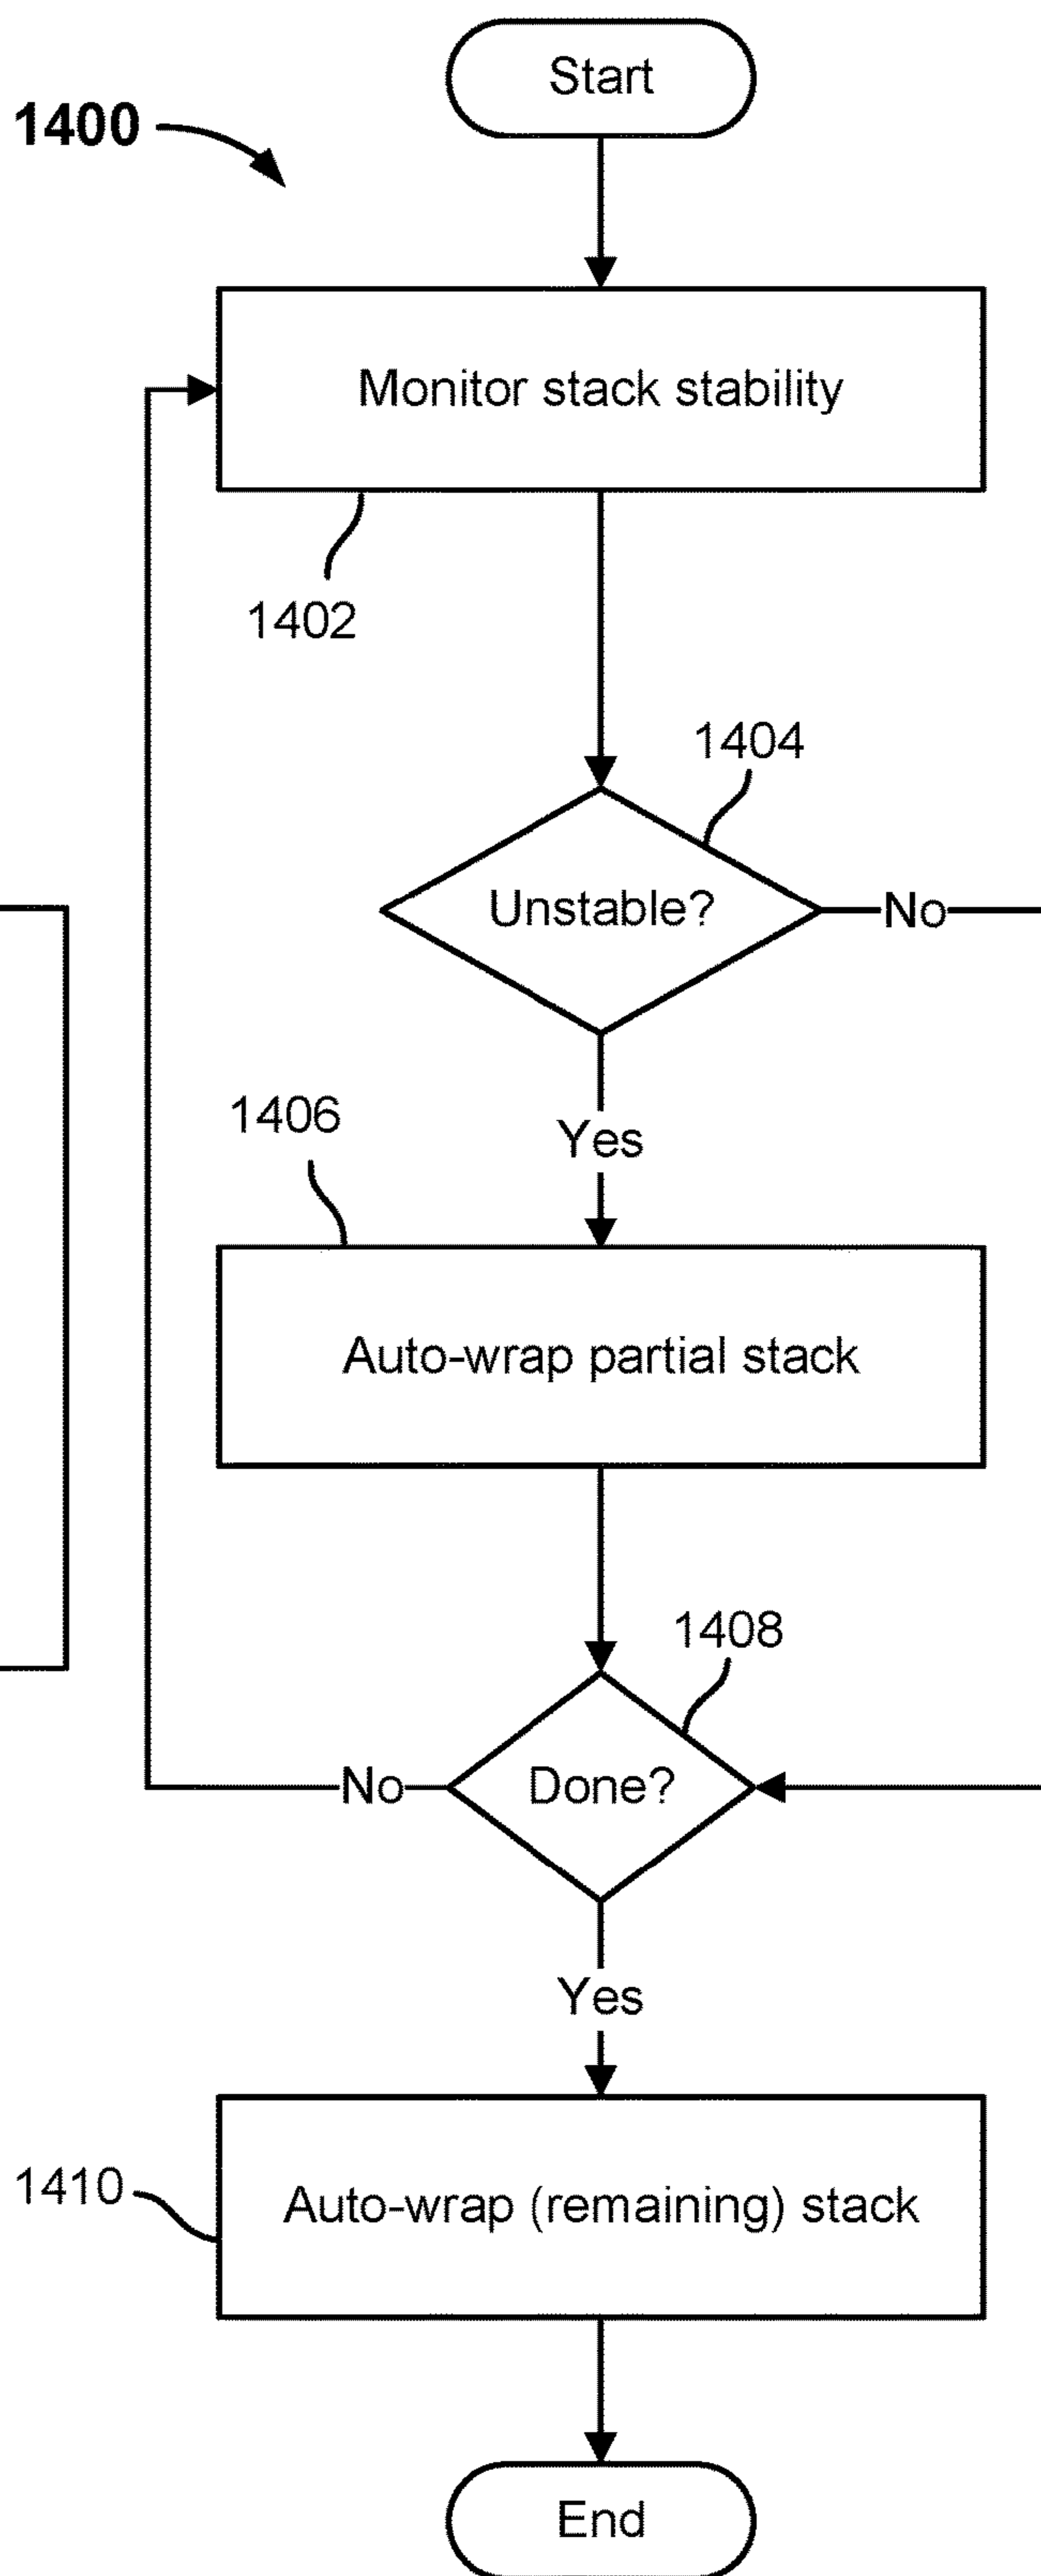 Start
1400
Monitor stack stability
1402
1404
Unstable?
No
Yes
1406
Auto-wrap partial stack
1408
Done?
No
Yes
1410
Auto-wrap (remaining) stack
End